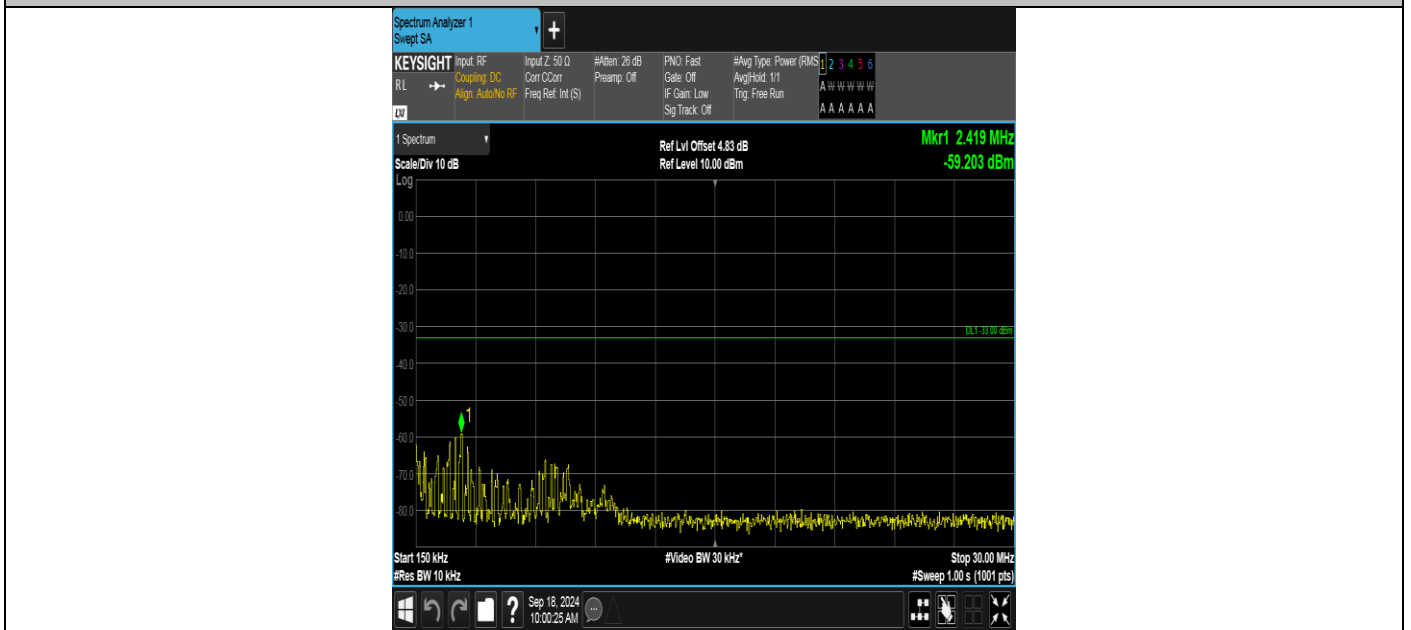 Spectrum Analyzer 1
Swept SA
+
KEYSIGHT
RL
LXI
Input: RF
Coupling: DC
Align: Auto/No RF
Input Z: 50 Ω
Corr CCorr
Freq Ref: Int (S)
#Atten: 26 dB
Preamp: Off
PNO: Fast
Gate: Off
IF Gain: Low
Sig Track: Off
#Avg Type: Power (RMS
Avg|Hold: 1/1
Trig: Free Run
1 2 3 4 5 6
A W W W W W
A A A A A A
1 Spectrum
Scale/Div 10 dB
Ref Lvl Offset 4.83 dB
Ref Level 10.00 dBm
Mkr1 2.419 MHz
-59.203 dBm
Log
0.00
-10.0
-20.0
-30.0
DL1 -33.00 dBm
-40.0
-50.0
1
-60.0
-70.0
-80.0
Start 150 kHz
#Video BW 30 kHz*
Stop 30.00 MHz
#Res BW 10 kHz
#Sweep 1.00 s (1001 pts)
?
Sep 18, 2024
10:00:25 AM